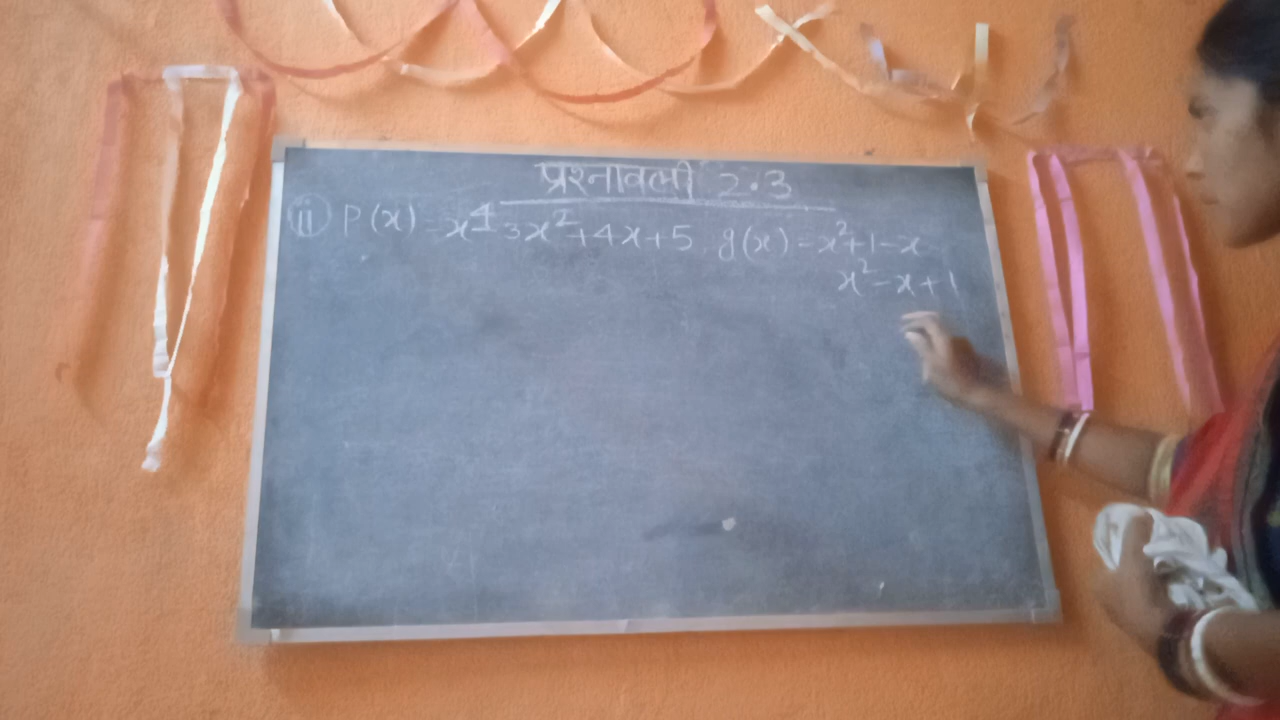 प्रश्नावली 2.3
(ii) P(x) = x⁴-3x²+4x+5, g(x) = x²+1-x
x²-x+1